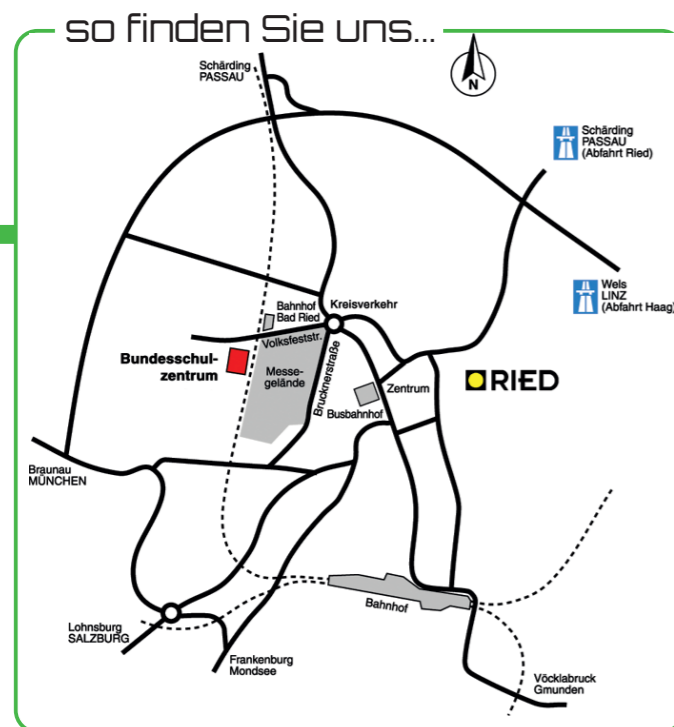 so finden Sie uns...
Schärding
PASSAU
N
Schärding
PASSAU
(Abfahrt Ried)
Wels
LINZ
(Abfahrt Haag)
Bahnhof
Bad Ried
Kreisverkehr
Volksfeststr.
Bundesschul-
zentrum
Messe-
gelände
Brucknerstraße
Zentrum
RIED
Busbahnhof
Braunau
MÜNCHEN
Bahnhof
Lohnsburg
SALZBURG
Frankenburg
Mondsee
Vöcklabruck
Gmunden